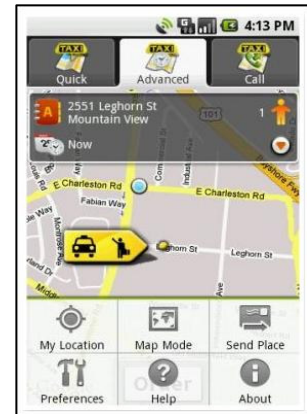 4:13 PM
TAXI TAXI TAXI
Quick Advanced Call
A 2551 Leghorn St 1
Mountain View
Now
101
E Charleston Rd
E Charleston Rd
Fabian Way
Leghorn St
My Location Map Mode Send Place
Order
Preferences Help About